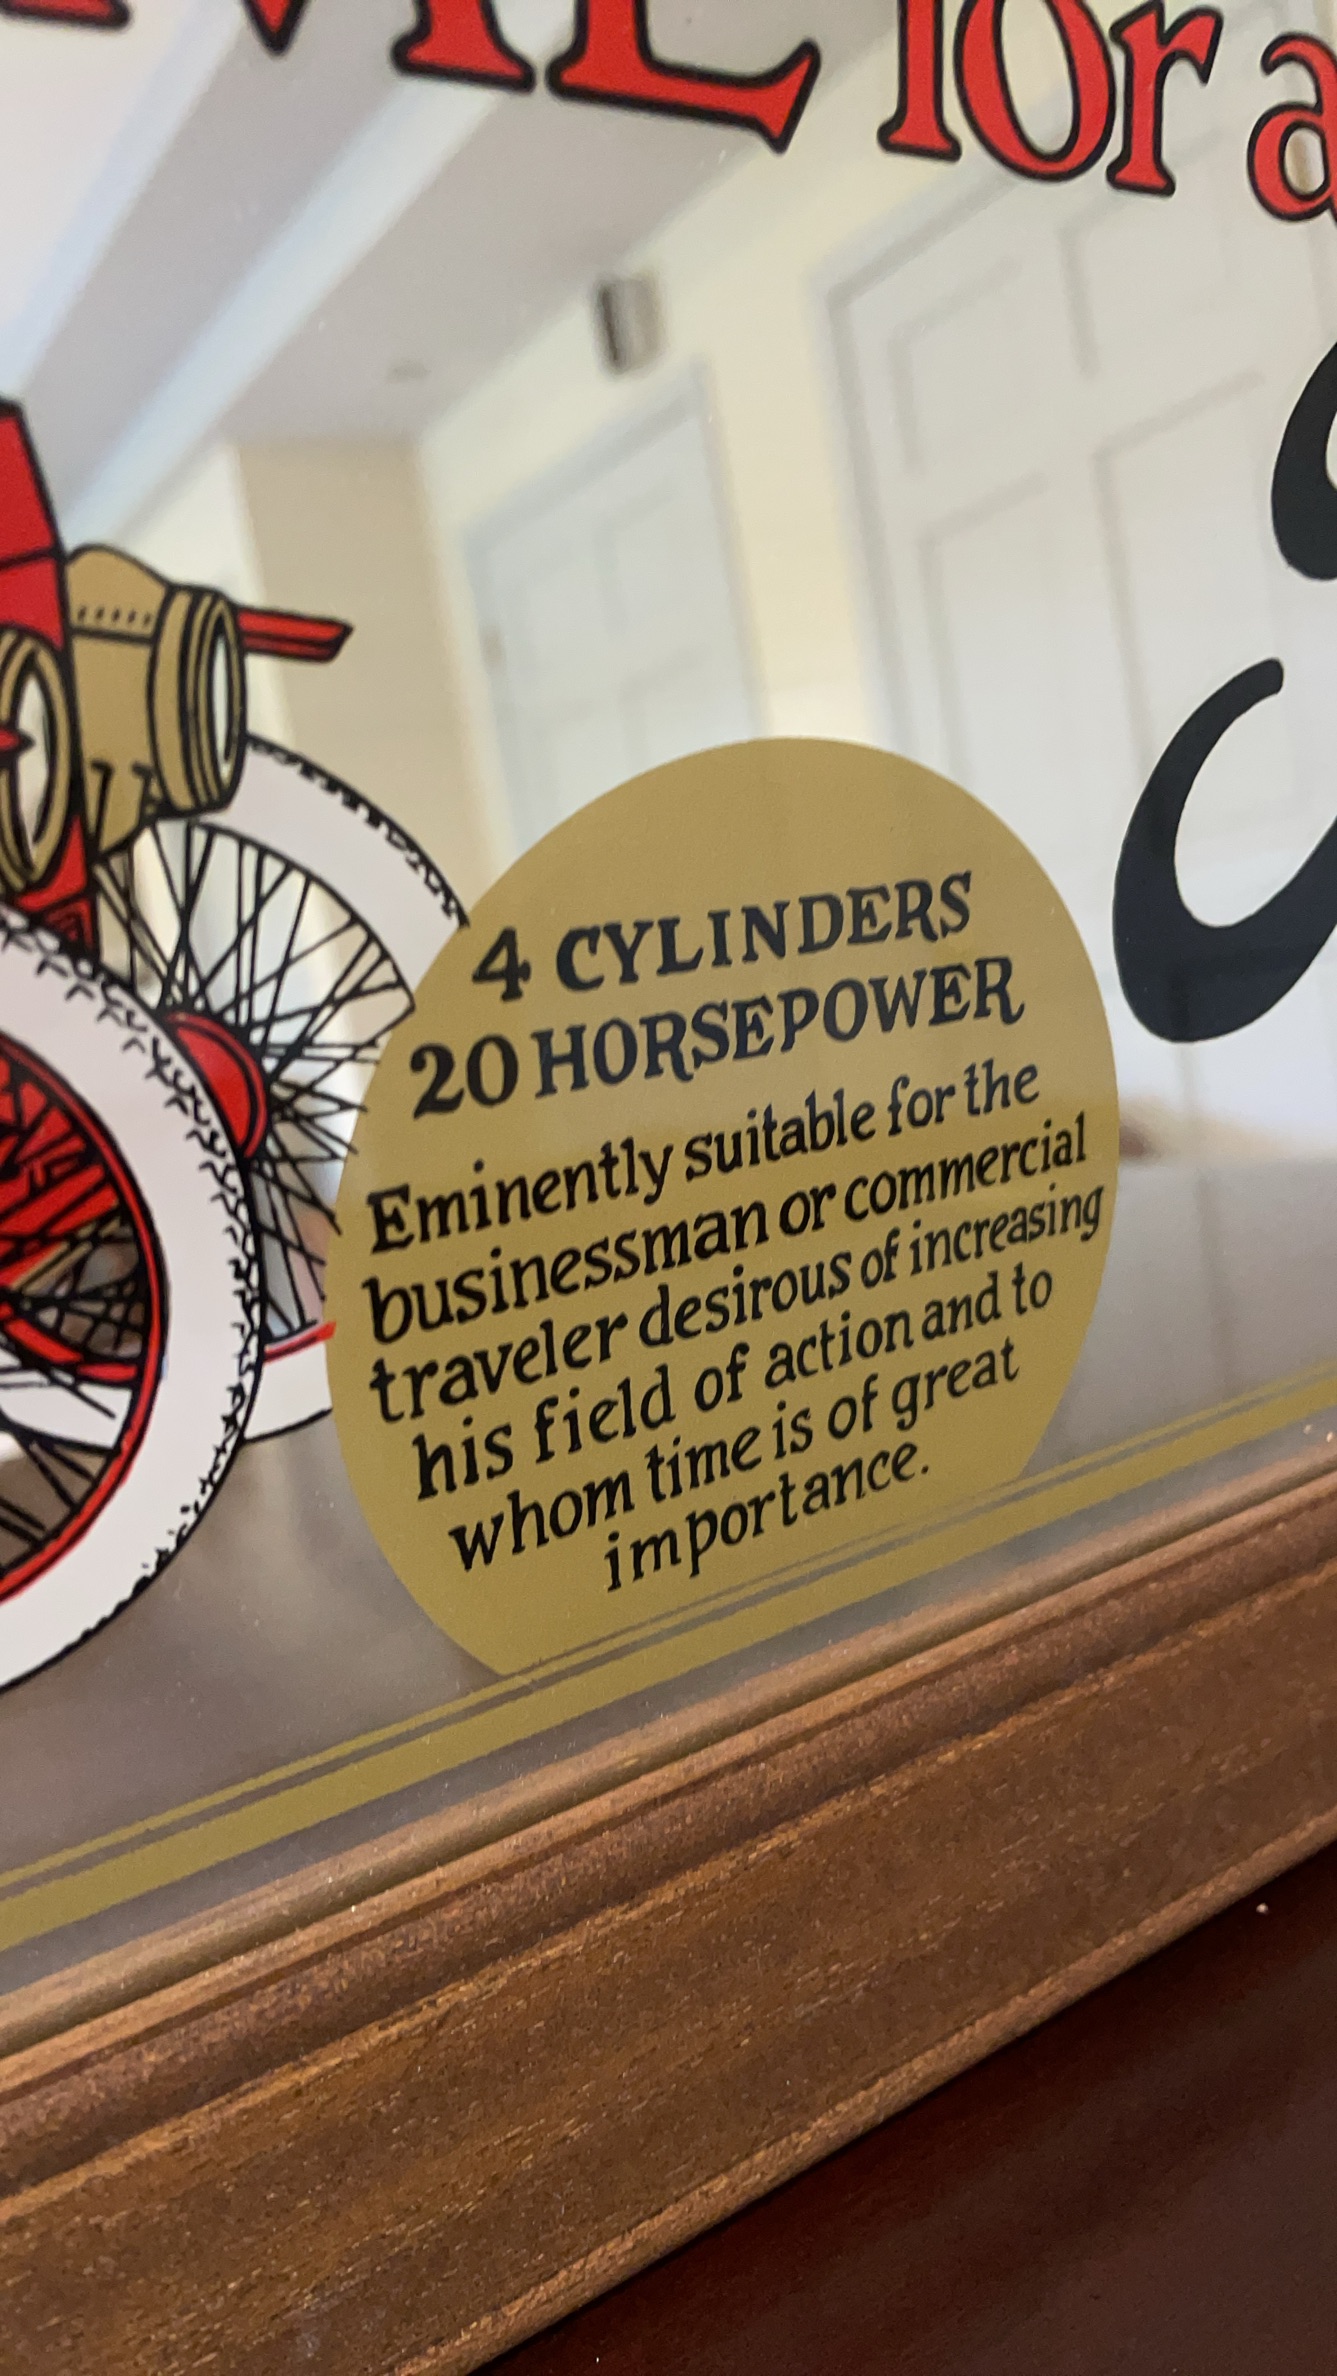 for a
4 CYLINDERS
20 HORSEPOWER
Eminently suitable for the
businessman or commercial
traveler desirous of increasing
his field of action and to
whom time is of great
importance.